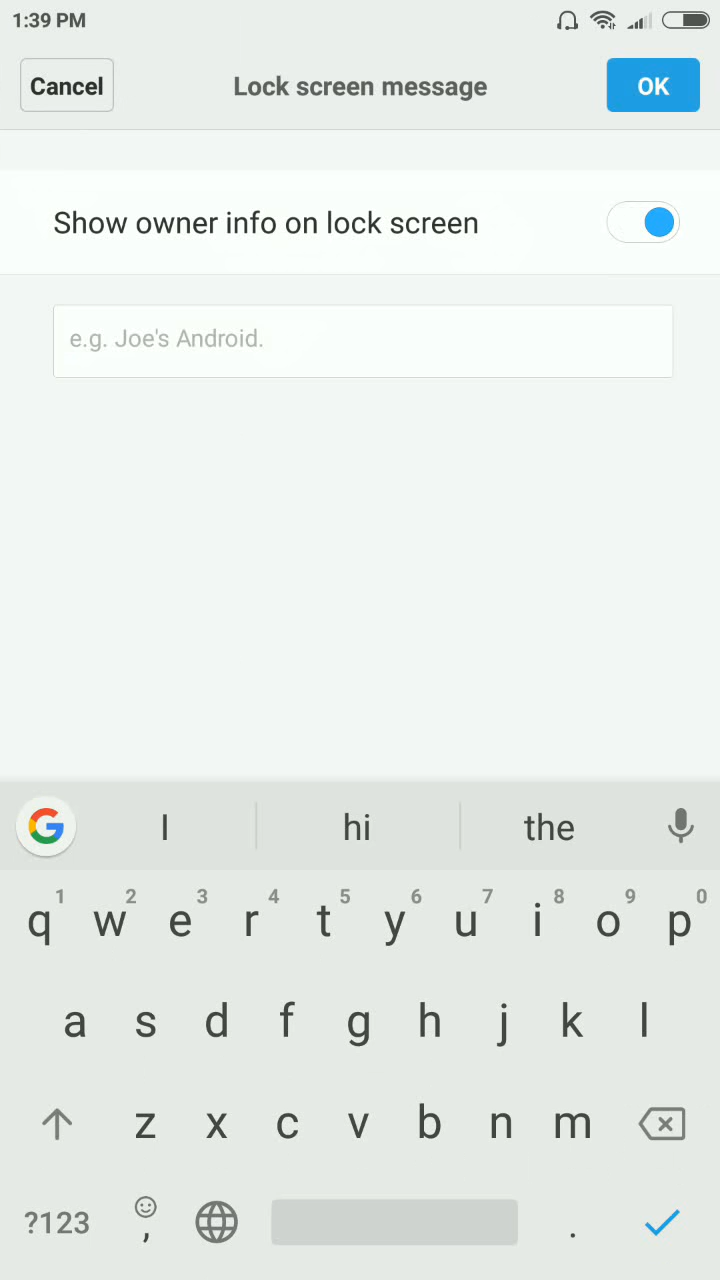 1:39 PM
Cancel Lock screen message OK
Show owner info on lock screen
e.g. Joe's Android.
G I hi the
1 2 3 4 5 6 7 8 9 0
q w e r t y u i o p
a s d f g h j k l
z x c v b n m
?123 , .